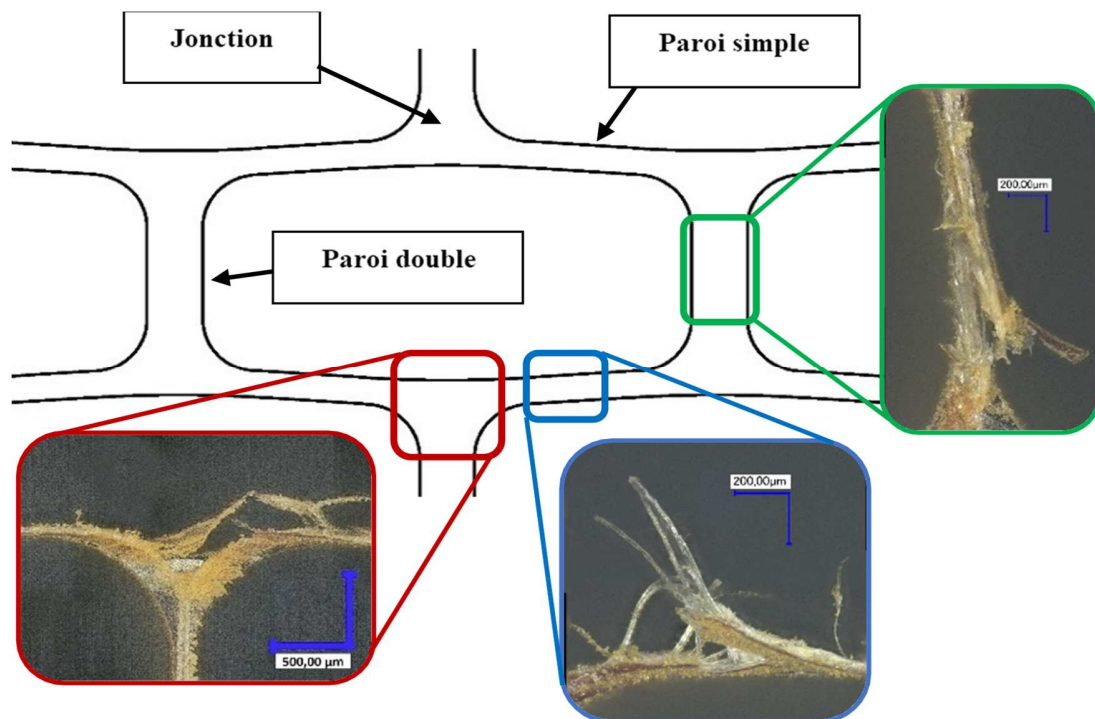 Jonction
Paroi simple
200,00µm
Paroi double
200,00µm
500,00 µm